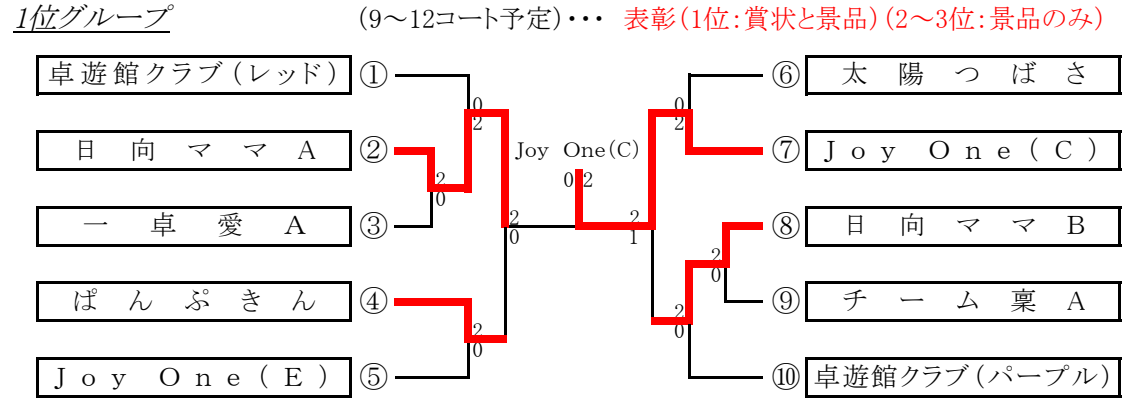 1位グループ (9～12コート予定)・・・ 表彰(1位：賞状と景品)(2～3位：景品のみ)
卓遊館クラブ(レッド) ① ⑥ 太陽つばさ
0 0
2 2
日向ママA ② Joy One(C) ⑦ Joy One(C)
2 0 2
0
一卓愛A ③ 2 2 ⑧ 日向ママB
0 1
2
0
ぱんぷきん ④ 2 ⑨ チーム稟A
2 0
0
Joy One(E) ⑤ ⑩ 卓遊館クラブ(パープル)